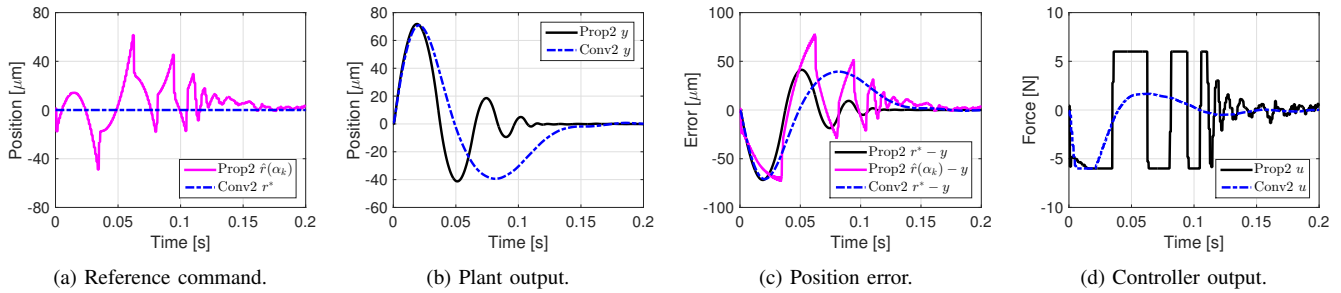 80
40
0
-40
-80
Position [μm]
0
0.05
0.1
0.15
0.2
Time [s]
Prop2 r̂(αₖ)
Conv2 r*
(a) Reference command.
80
60
40
20
0
-20
-40
-60
Position [μm]
0
0.05
0.1
0.15
0.2
Time [s]
Prop2 y
Conv2 y
(b) Plant output.
100
50
0
-50
-100
Error [μm]
0
0.05
0.1
0.15
0.2
Time [s]
Prop2 r* − y
Prop2 r̂(αₖ) − y
Conv2 r* − y
(c) Position error.
10
5
0
-5
-10
Force [N]
0
0.05
0.1
0.15
0.2
Time [s]
Prop2 u
Conv2 u
(d) Controller output.